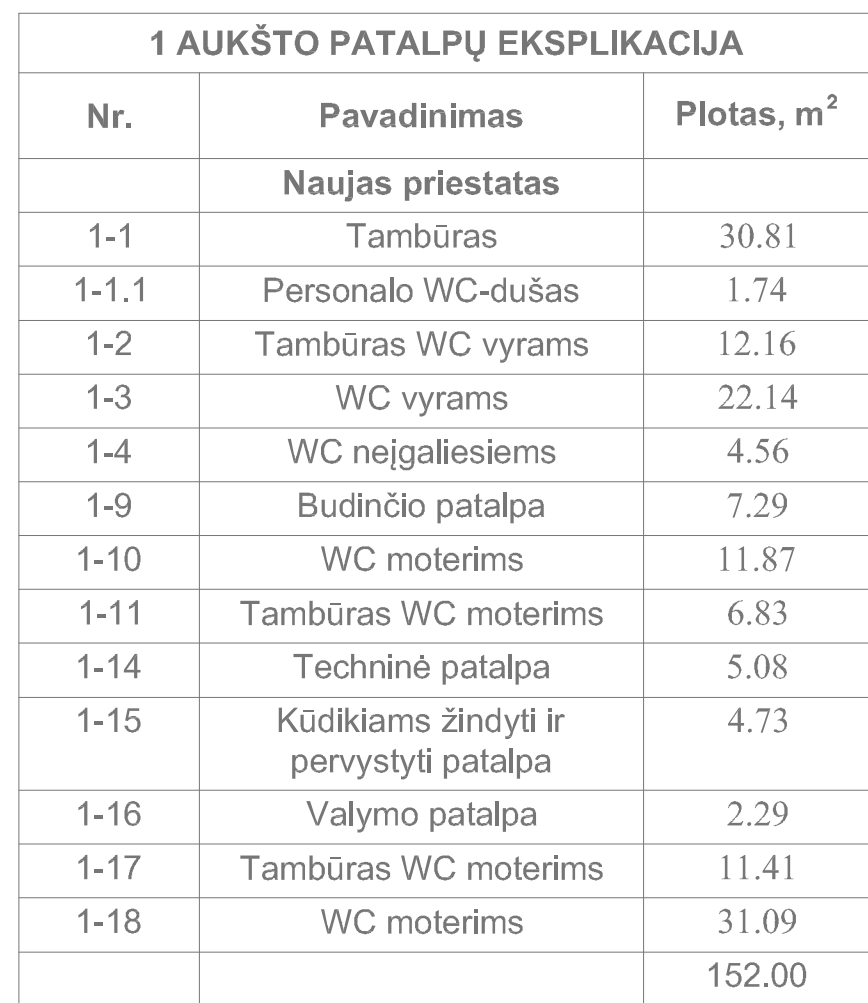 1 AUKŠTO PATALPŲ EKSPLIKACIJA
Nr. Pavadinimas Plotas, m²
Naujas priestatas
1-1 Tambūras 30.81
1-1.1 Personalo WC-dušas 1.74
1-2 Tambūras WC vyrams 12.16
1-3 WC vyrams 22.14
1-4 WC neįgaliesiems 4.56
1-9 Budinčio patalpa 7.29
1-10 WC moterims 11.87
1-11 Tambūras WC moterims 6.83
1-14 Techninė patalpa 5.08
1-15 Kūdikiams žindyti ir 4.73
pervystyti patalpa
1-16 Valymo patalpa 2.29
1-17 Tambūras WC moterims 11.41
1-18 WC moterims 31.09
152.00